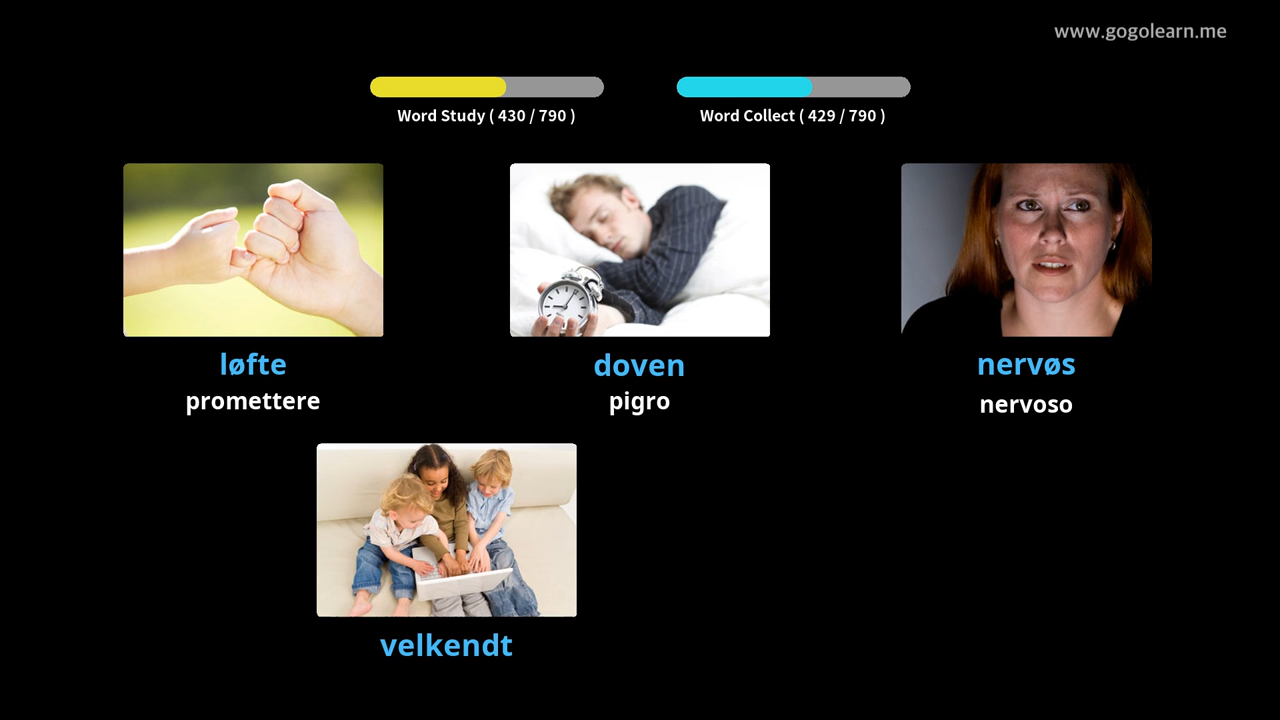 www.gogolearn.me
Word Study ( 430 / 790 )
Word Collect ( 429 / 790 )
løfte
promettere
doven
pigro
nervøs
nervoso
velkendt